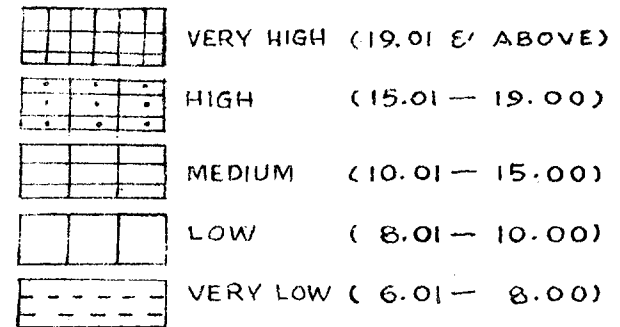 VERY HIGH (19.01 & ABOVE)
HIGH (15.01 — 19.00)
MEDIUM (10.01 — 15.00)
LOW ( 8.01 — 10.00)
VERY LOW ( 6.01 — 8.00)